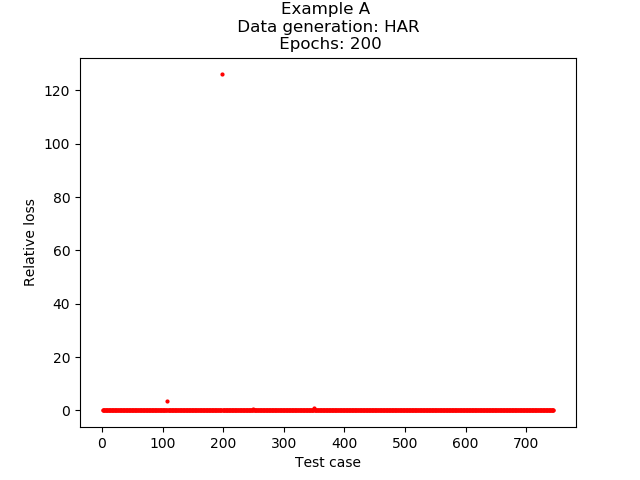 Example A
Data generation: HAR
Epochs: 200
120
100
80
60
40
20
0
Relative loss
0 100 200 300 400 500 600 700
Test case